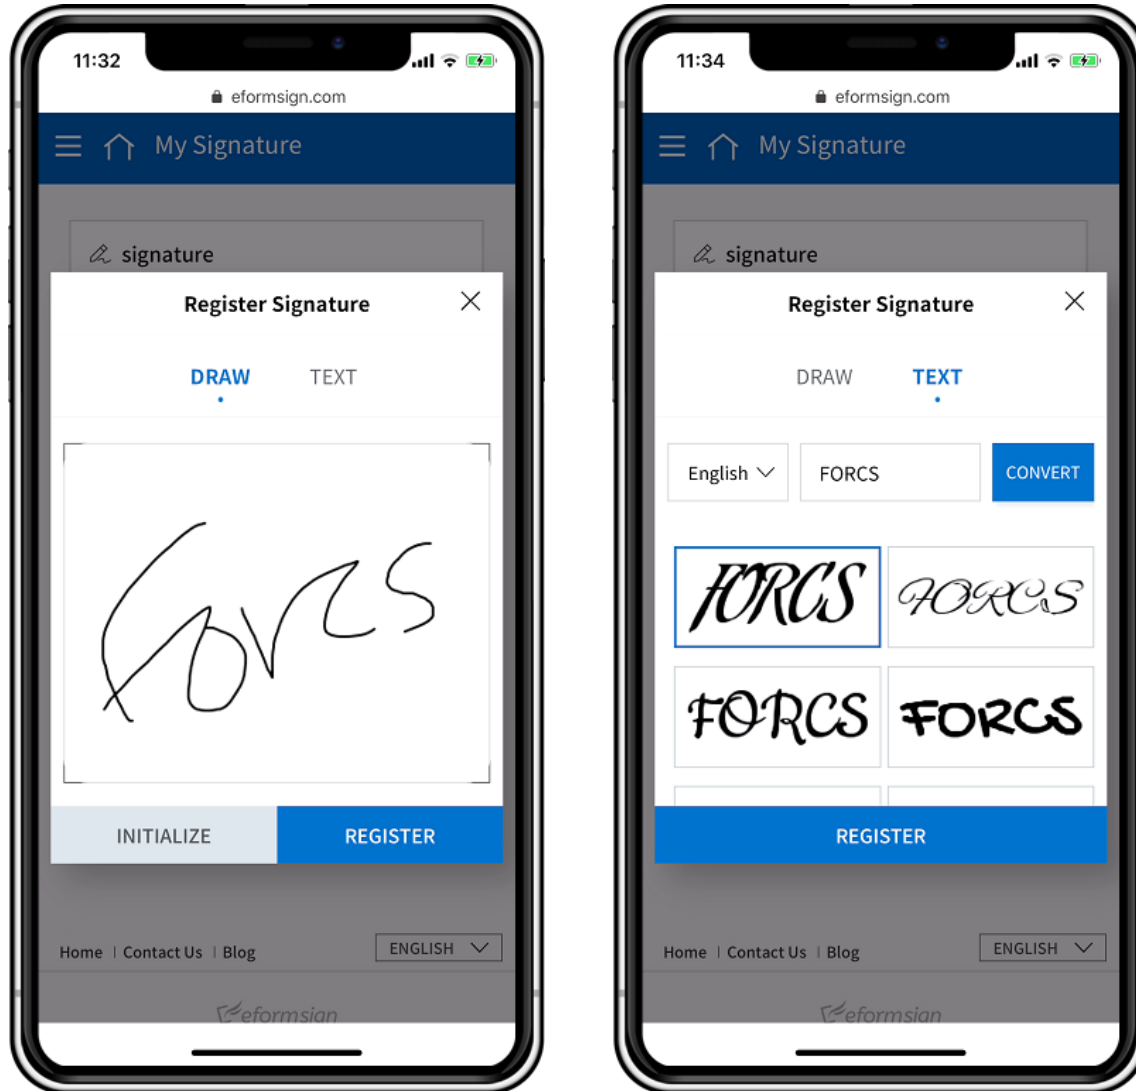 11:32
eformsign.com
My Signature
signature
Register Signature
DRAW TEXT
Forcs
INITIALIZE REGISTER
Home | Contact Us | Blog ENGLISH
eformsign
11:34
eformsign.com
My Signature
signature
Register Signature
DRAW TEXT
English FORCS CONVERT
FORCS FORCS
FORCS FORCS
REGISTER
Home | Contact Us | Blog ENGLISH
eformsign